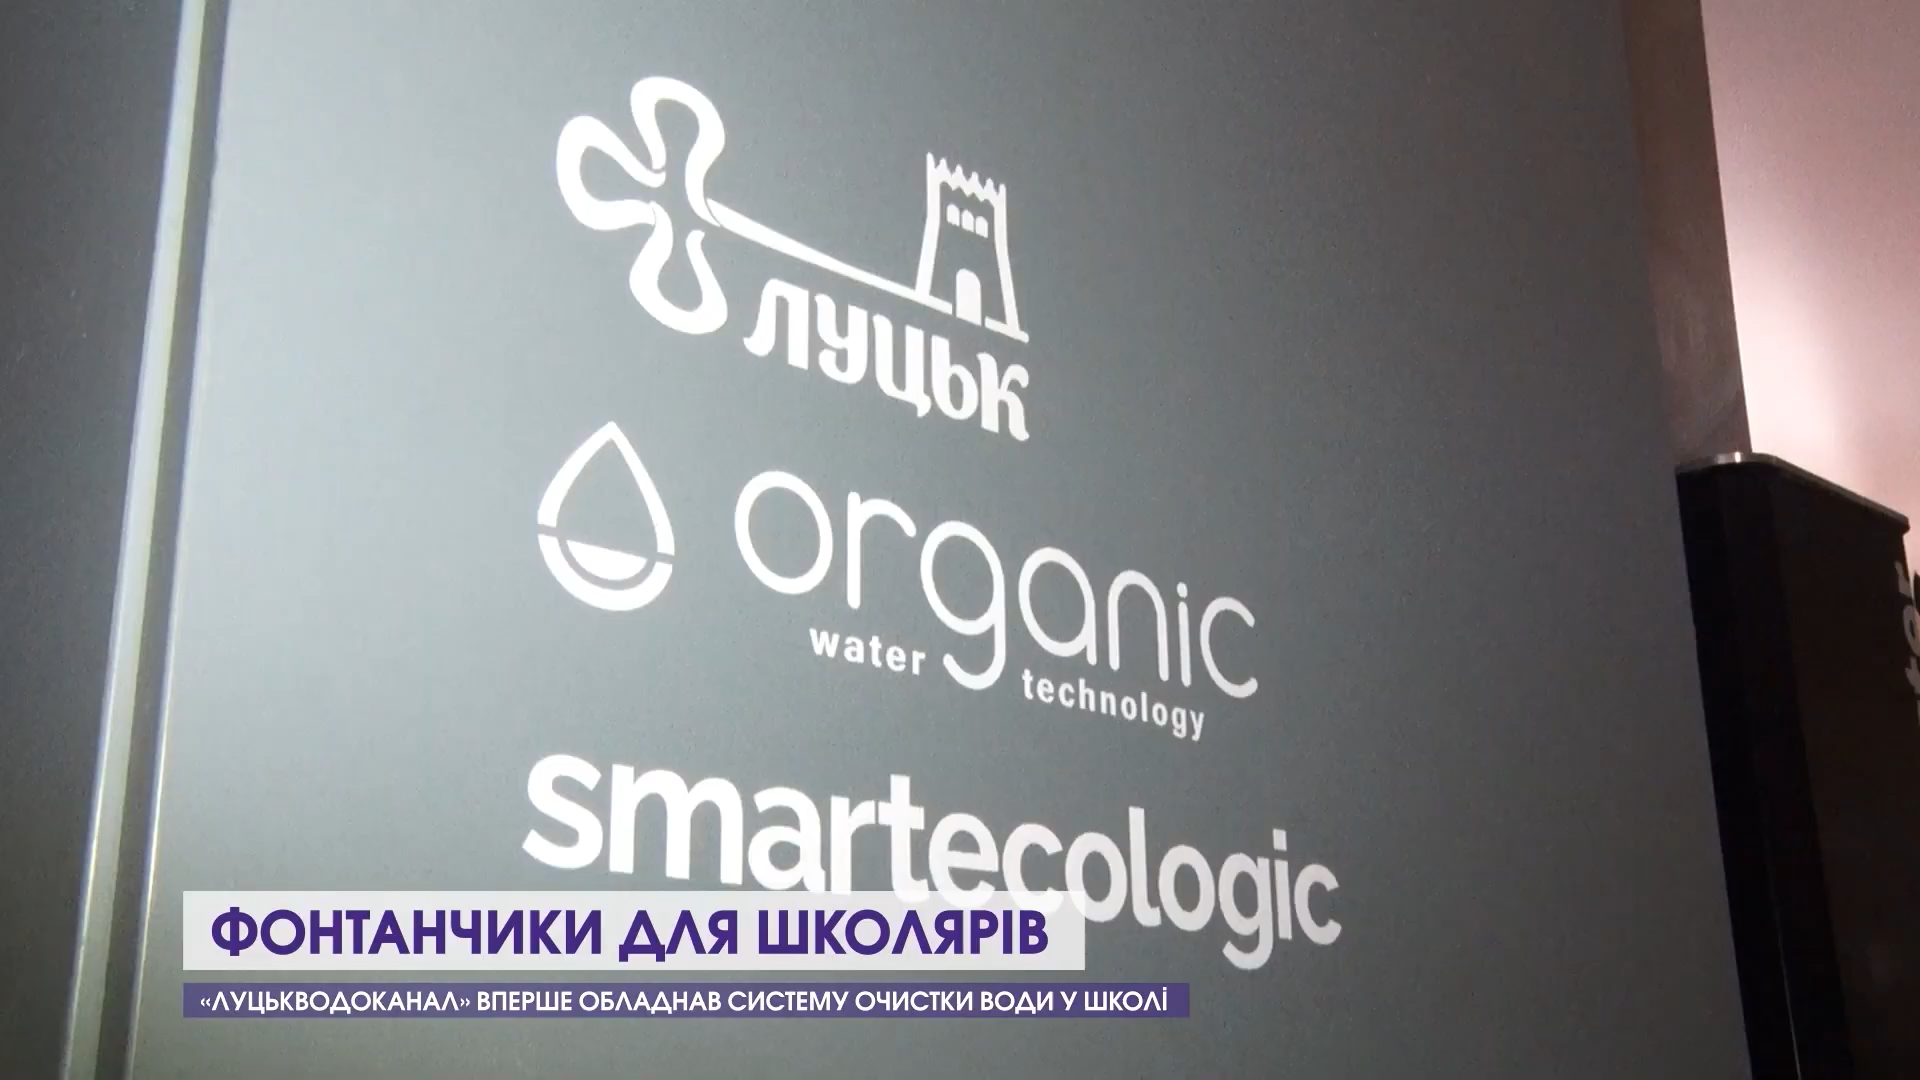 ЛУЦЬК
organic
water technology
smartecologic
ФОНТАНЧИКИ ДЛЯ ШКОЛЯРІВ
«ЛУЦЬКВОДОКАНАЛ» ВПЕРШЕ ОБЛАДНАВ СИСТЕМУ ОЧИСТКИ ВОДИ У ШКОЛІ